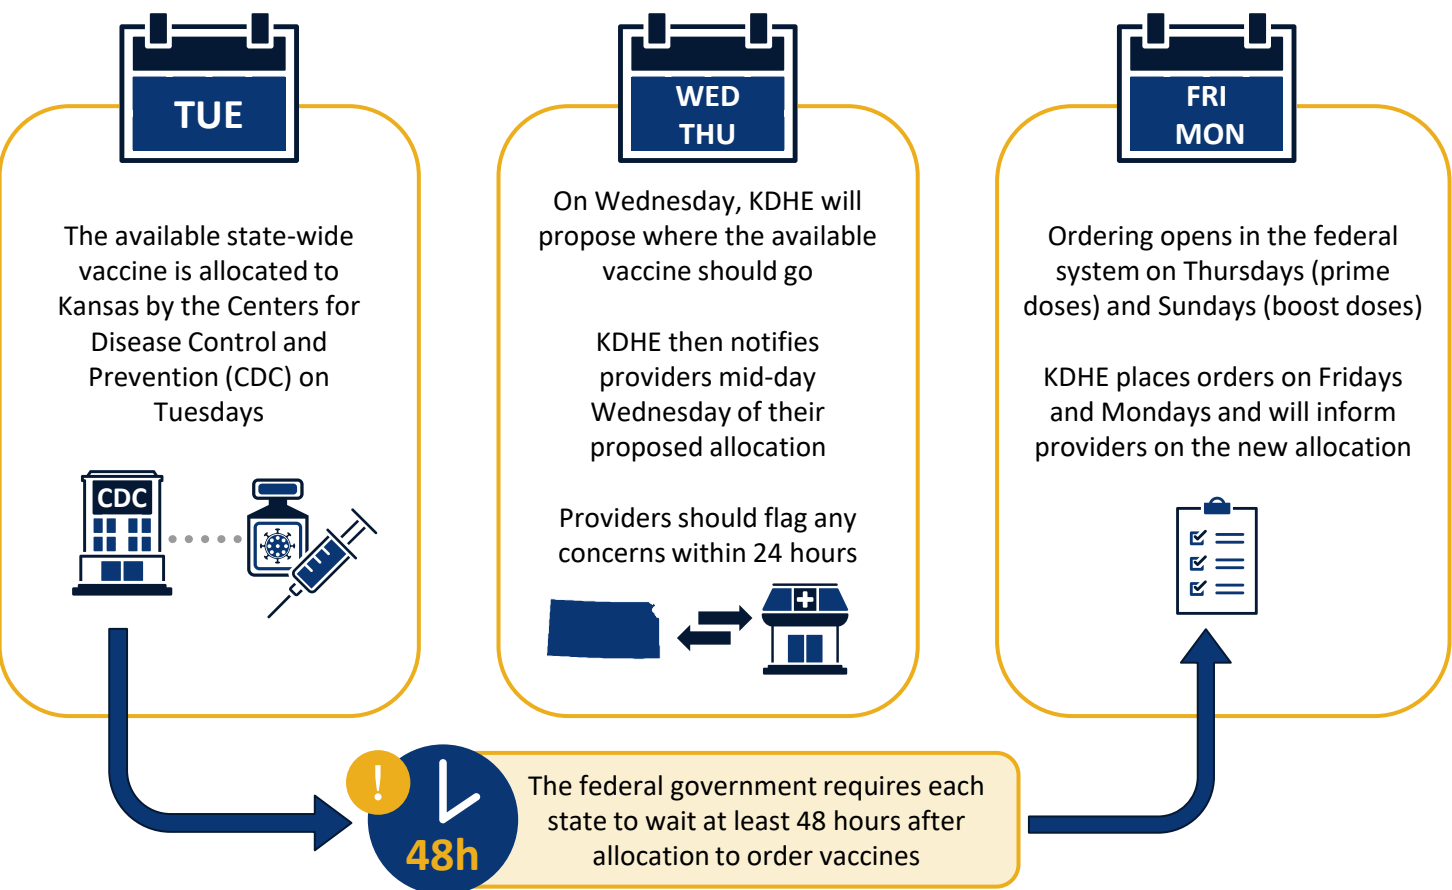 TUE
The available state-wide
vaccine is allocated to
Kansas by the Centers for
Disease Control and
Prevention (CDC) on
Tuesdays
CDC
WED
THU
On Wednesday, KDHE will
propose where the available
vaccine should go
KDHE then notifies
providers mid-day
Wednesday of their
proposed allocation
Providers should flag any
concerns within 24 hours
FRI
MON
Ordering opens in the federal
system on Thursdays (prime
doses) and Sundays (boost doses)
KDHE places orders on Fridays
and Mondays and will inform
providers on the new allocation
!
48h
The federal government requires each
state to wait at least 48 hours after
allocation to order vaccines